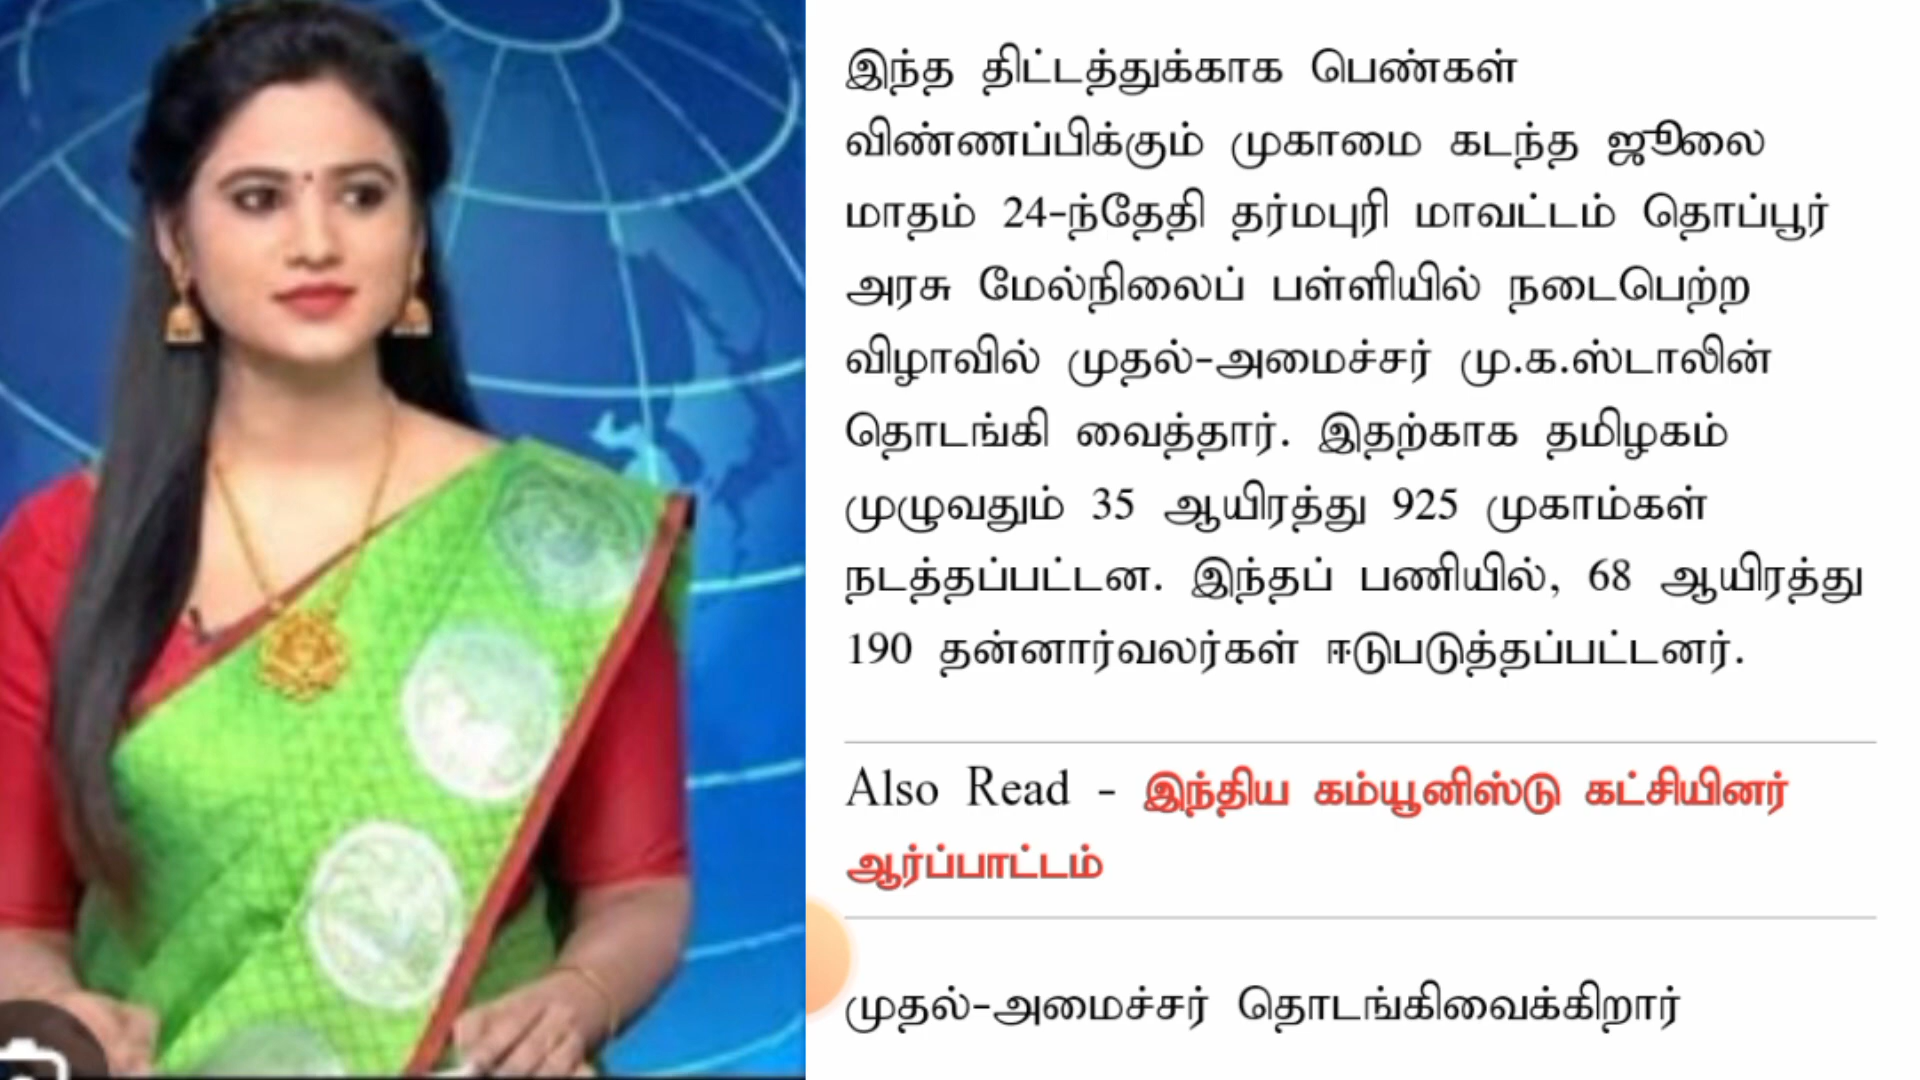 இந்த திட்டத்துக்காக பெண்கள்
விண்ணப்பிக்கும் முகாமை கடந்த ஜூலை
மாதம் 24-ந்தேதி தர்மபுரி மாவட்டம் தொப்பூர்
அரசு மேல்நிலைப் பள்ளியில் நடைபெற்ற
விழாவில் முதல்-அமைச்சர் மு.க.ஸ்டாலின்
தொடங்கி வைத்தார். இதற்காக தமிழகம்
முழுவதும் 35 ஆயிரத்து 925 முகாம்கள்
நடத்தப்பட்டன. இந்தப் பணியில், 68 ஆயிரத்து
190 தன்னார்வலர்கள் ஈடுபடுத்தப்பட்டனர்.
Also Read - இந்திய கம்யூனிஸ்டு கட்சியினர்
ஆர்ப்பாட்டம்
முதல்-அமைச்சர் தொடங்கிவைக்கிறார்